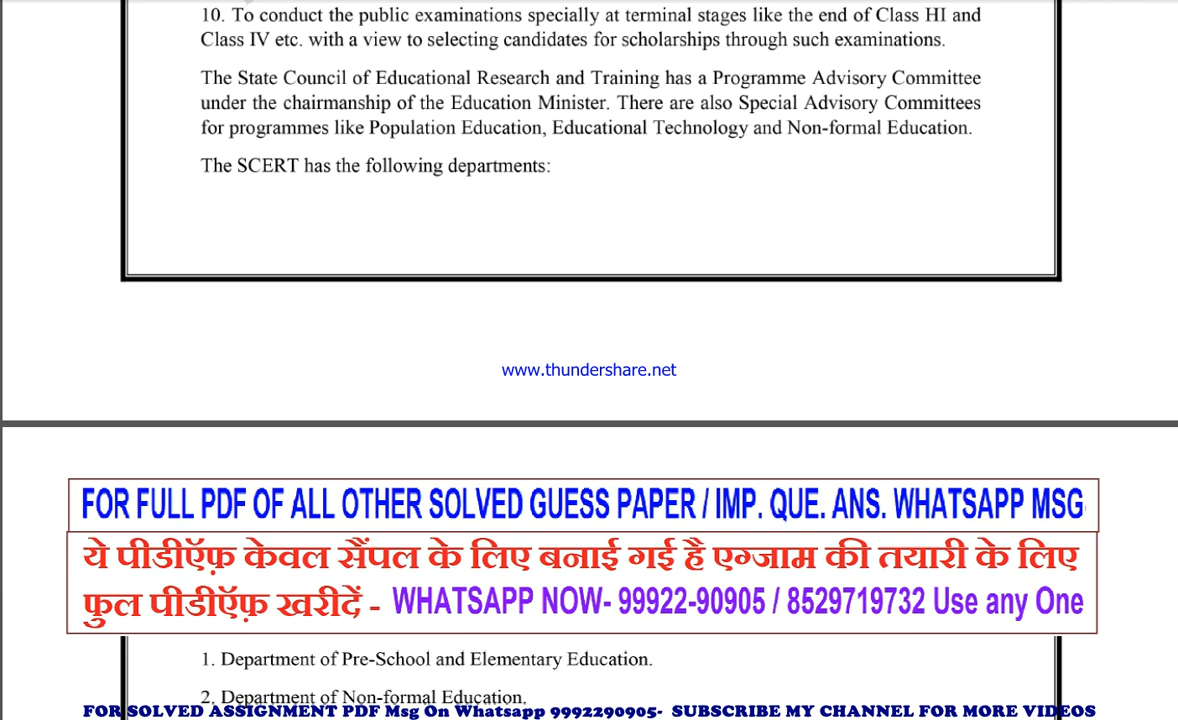 10. To conduct the public examinations specially at terminal stages like the end of Class HI and
Class IV etc. with a view to selecting candidates for scholarships through such examinations.
The State Council of Educational Research and Training has a Programme Advisory Committee
under the chairmanship of the Education Minister. There are also Special Advisory Committees
for programmes like Population Education, Educational Technology and Non-formal Education.
The SCERT has the following departments:
www.thundershare.net
FOR FULL PDF OF ALL OTHER SOLVED GUESS PAPER / IMP. QUE. ANS. WHATSAPP MSG
ये पीडीऍफ़ केवल सैंपल के लिए बनाई गई है एग्जाम की तयारी के लिए
फुल पीडीऍफ़ खरीदें - WHATSAPP NOW- 99922-90905 / 8529719732 Use any One
1. Department of Pre-School and Elementary Education.
2. Department of Non-formal Education.
FOR SOLVED ASSIGNMENT PDF Msg On Whatsapp 9992290905- SUBSCRIBE MY CHANNEL FOR MORE VIDEOS